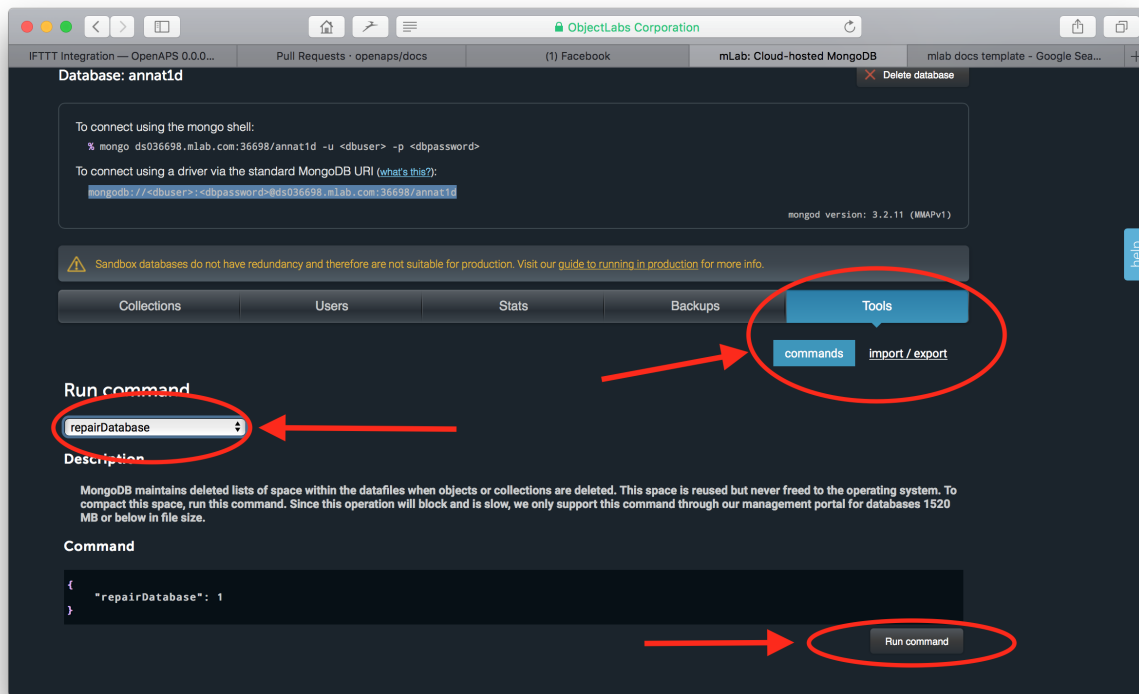 ObjectLabs Corporation
IFTTT Integration — OpenAPS 0.0.0...
Pull Requests · openaps/docs
(1) Facebook
mLab: Cloud-hosted MongoDB
mlab docs template - Google Sea...
Database: annat1d
Delete database
To connect using the mongo shell:
% mongo ds036698.mlab.com:36698/annat1d -u <dbuser> -p <dbpassword>
To connect using a driver via the standard MongoDB URI (what's this?):
mongodb://<dbuser>:<dbpassword>@ds036698.mlab.com:36698/annat1d
mongod version: 3.2.11 (MMAPv1)
help
Sandbox databases do not have redundancy and therefore are not suitable for production. Visit our guide to running in production for more info.
Collections
Users
Stats
Backups
Tools
commands
import / export
Run command
repairDatabase
Description
MongoDB maintains deleted lists of space within the datafiles when objects or collections are deleted. This space is reused but never freed to the operating system. To
compact this space, run this command. Since this operation will block and is slow, we only support this command through our management portal for databases 1520
MB or below in file size.
Command
{
"repairDatabase": 1
}
Run command